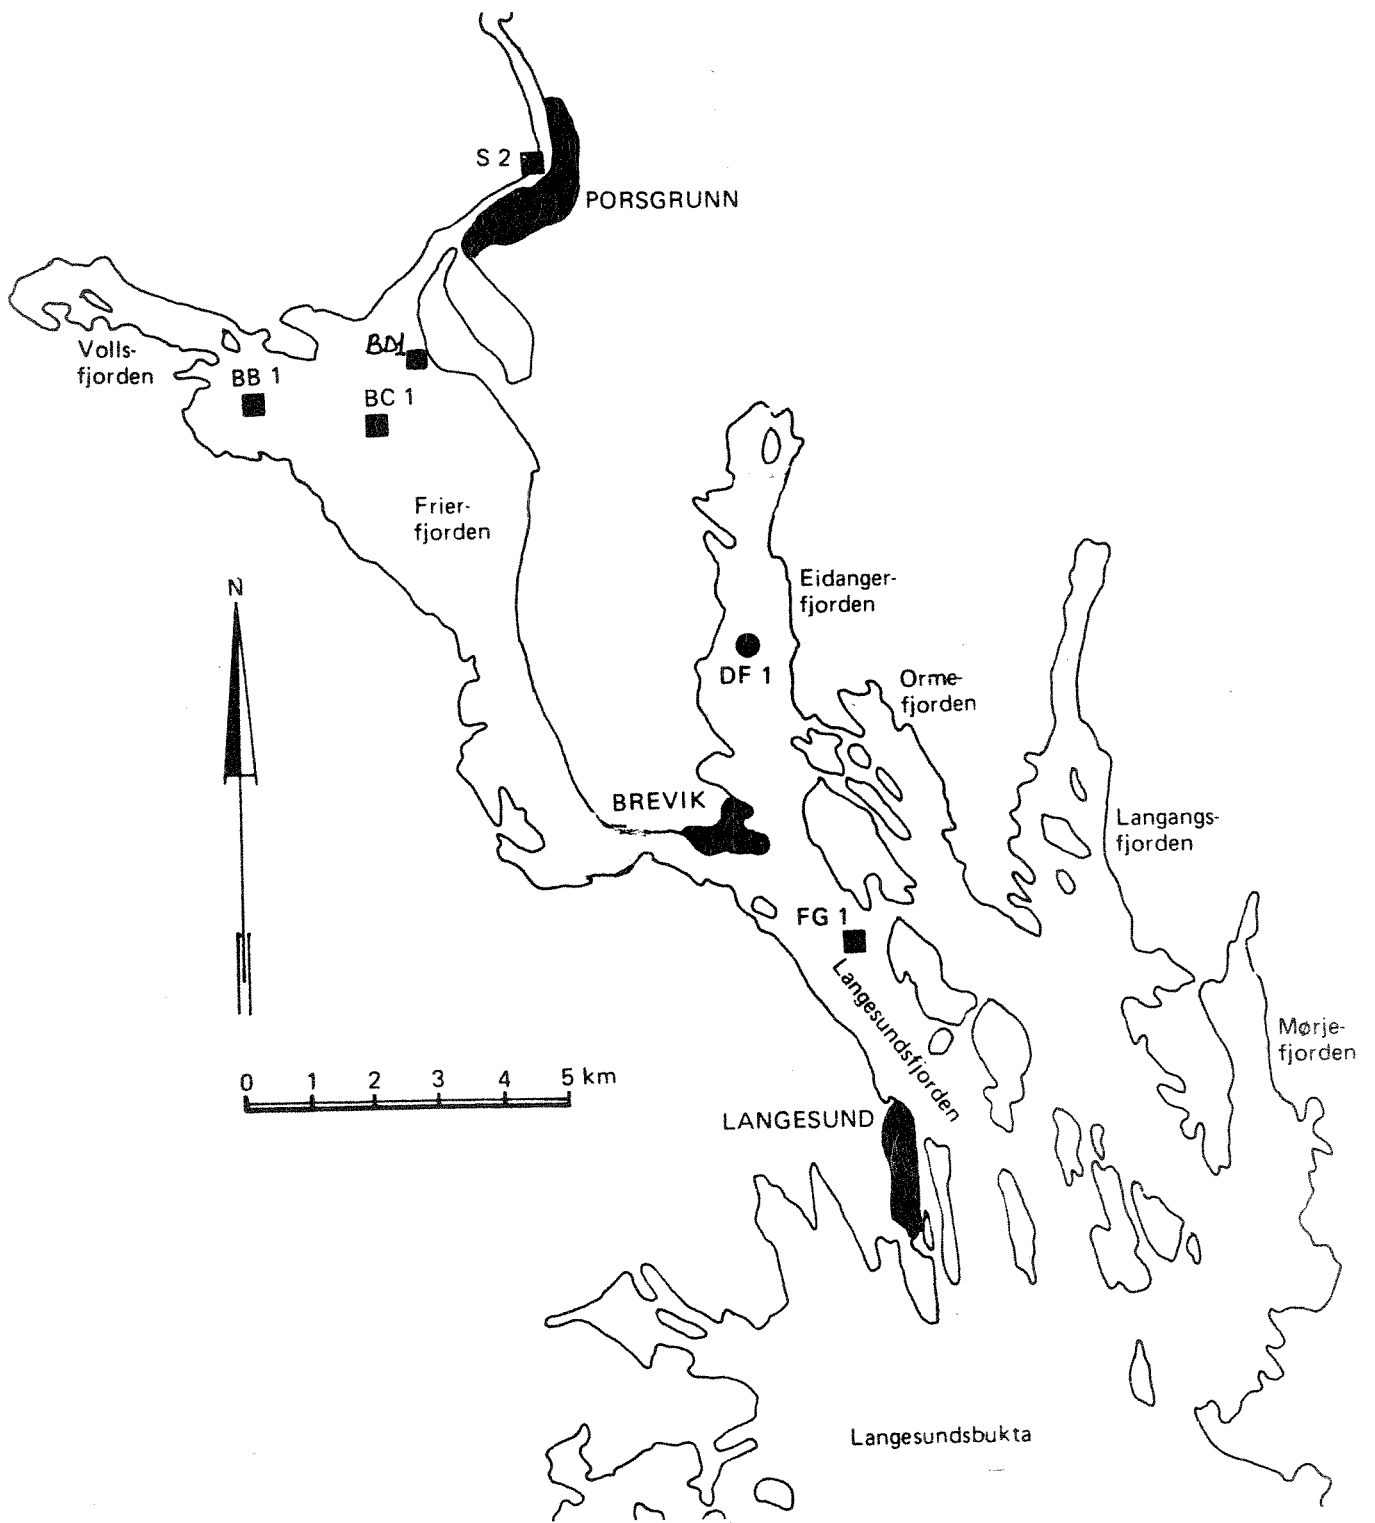 S 2
PORSGRUNN
Volls-
fjorden
BD1
BB 1
BC 1
Frier-
fjorden
N
Eidanger-
fjorden
DF 1
Orme-
fjorden
BREVIK
Langangs-
fjorden
FG 1
Langesundsfjorden
Mørje-
fjorden
0 1 2 3 4 5 km
LANGESUND
Langesundsbukta